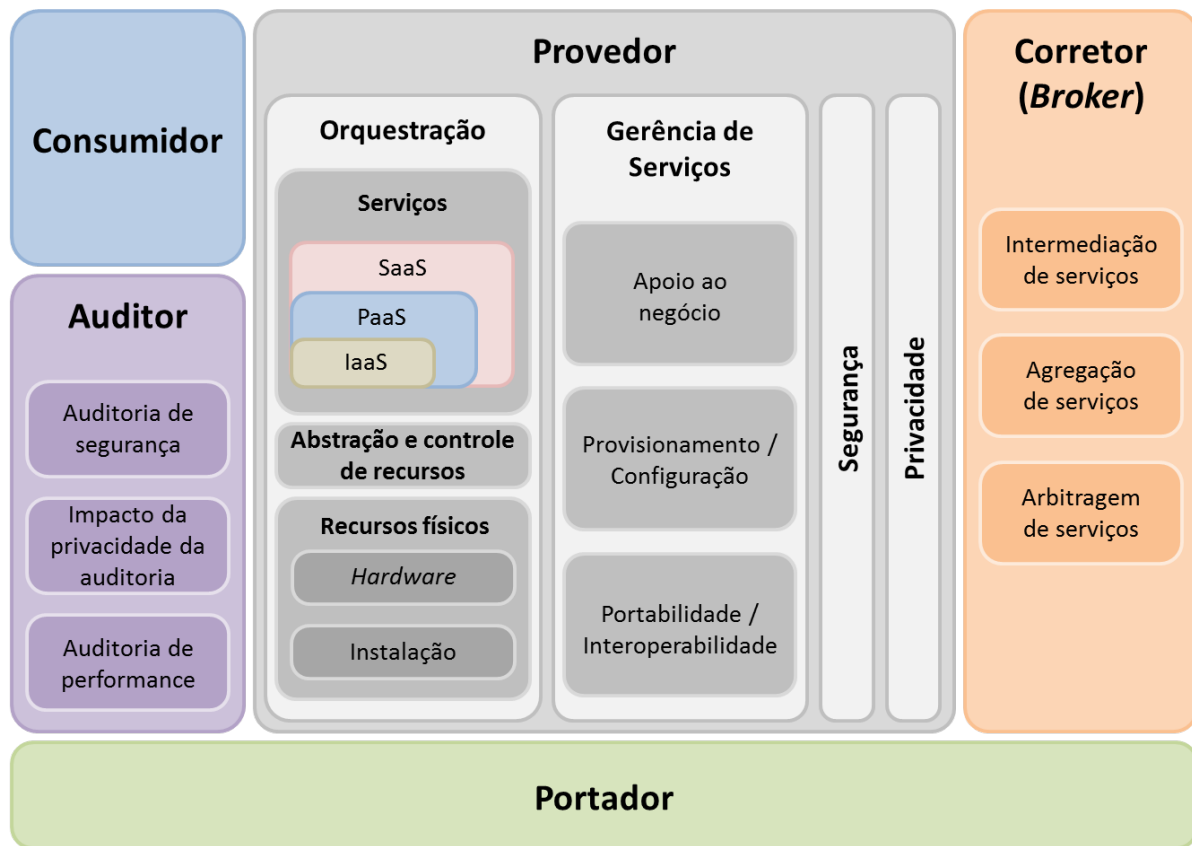 Consumidor
Auditor
Auditoria de
segurança
Impacto da
privacidade da
auditoria
Auditoria de
performance
Provedor
Orquestração
Serviços
SaaS
PaaS
IaaS
Abstração e controle
de recursos
Recursos físicos
Hardware
Instalação
Gerência de
Serviços
Apoio ao
negócio
Provisionamento /
Configuração
Portabilidade /
Interoperabilidade
Segurança
Privacidade
Corretor
(Broker)
Intermediação
de serviços
Agregação
de serviços
Arbitragem
de serviços
Portador